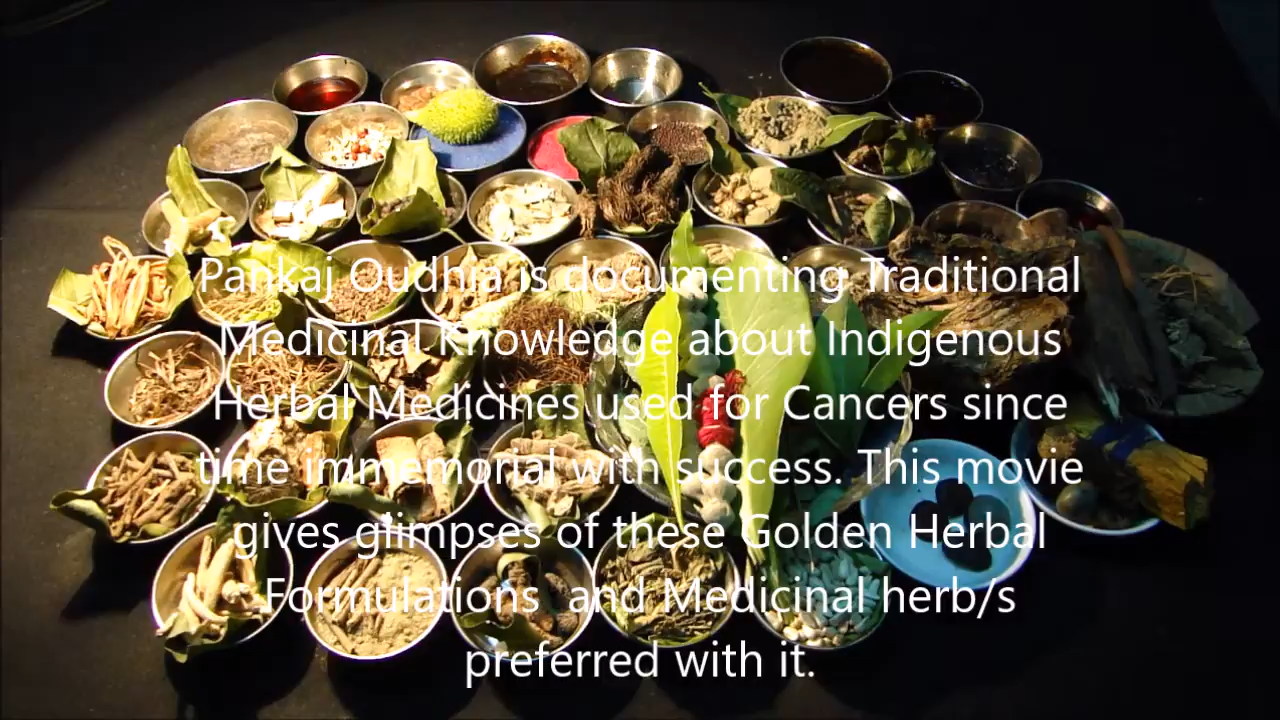 Pankaj Oudhia is documenting Traditional
Medicinal Knowledge about Indigenous
Herbal Medicines used for Cancers since
time immemorial with success. This movie
gives glimpses of these Golden Herbal
Formulations  and Medicinal herb/s
preferred with it.